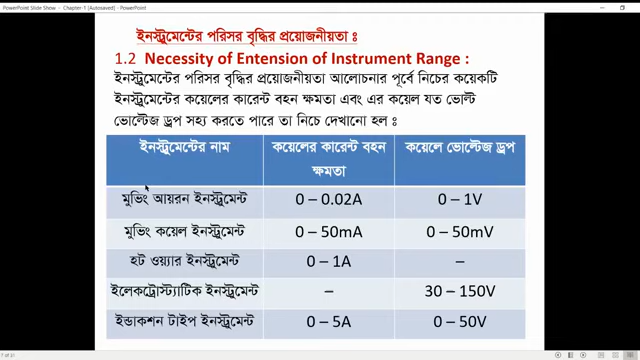 PowerPoint Slide Show - Chapter-1 [Autosaved] - PowerPoint
ইনস্ট্রুমেন্টের পরিসর বৃদ্ধির প্রয়োজনীয়তা ঃ
1.2 Necessity of Entension of Instrument Range :
ইনস্ট্রুমেন্টের পরিসর বৃদ্ধির প্রয়োজনীয়তা আলোচনার পূর্বে নিচের কয়েকটি
ইনস্ট্রুমেন্টের কয়েলের কারেন্ট বহন ক্ষমতা এবং এর কয়েল যত ভোল্ট
ভোল্টেজ ড্রপ সহ্য করতে পারে তা নিচে দেখানো হল ঃ
ইনস্ট্রুমেন্টের নাম কয়েলের কারেন্ট বহন ক্ষমতা কয়েলে ভোল্টেজ ড্রপ
মুভিং আয়রন ইনস্ট্রুমেন্ট 0 – 0.02A 0 – 1V
মুভিং কয়েল ইনস্ট্রুমেন্ট 0 – 50mA 0 – 50mV
হট ওয়্যার ইনস্ট্রুমেন্ট 0 – 1A –
ইলেকট্রোস্ট্যাটিক ইনস্ট্রুমেন্ট – 30 – 150V
ইন্ডাকশন টাইপ ইনস্ট্রুমেন্ট 0 – 5A 0 – 50V